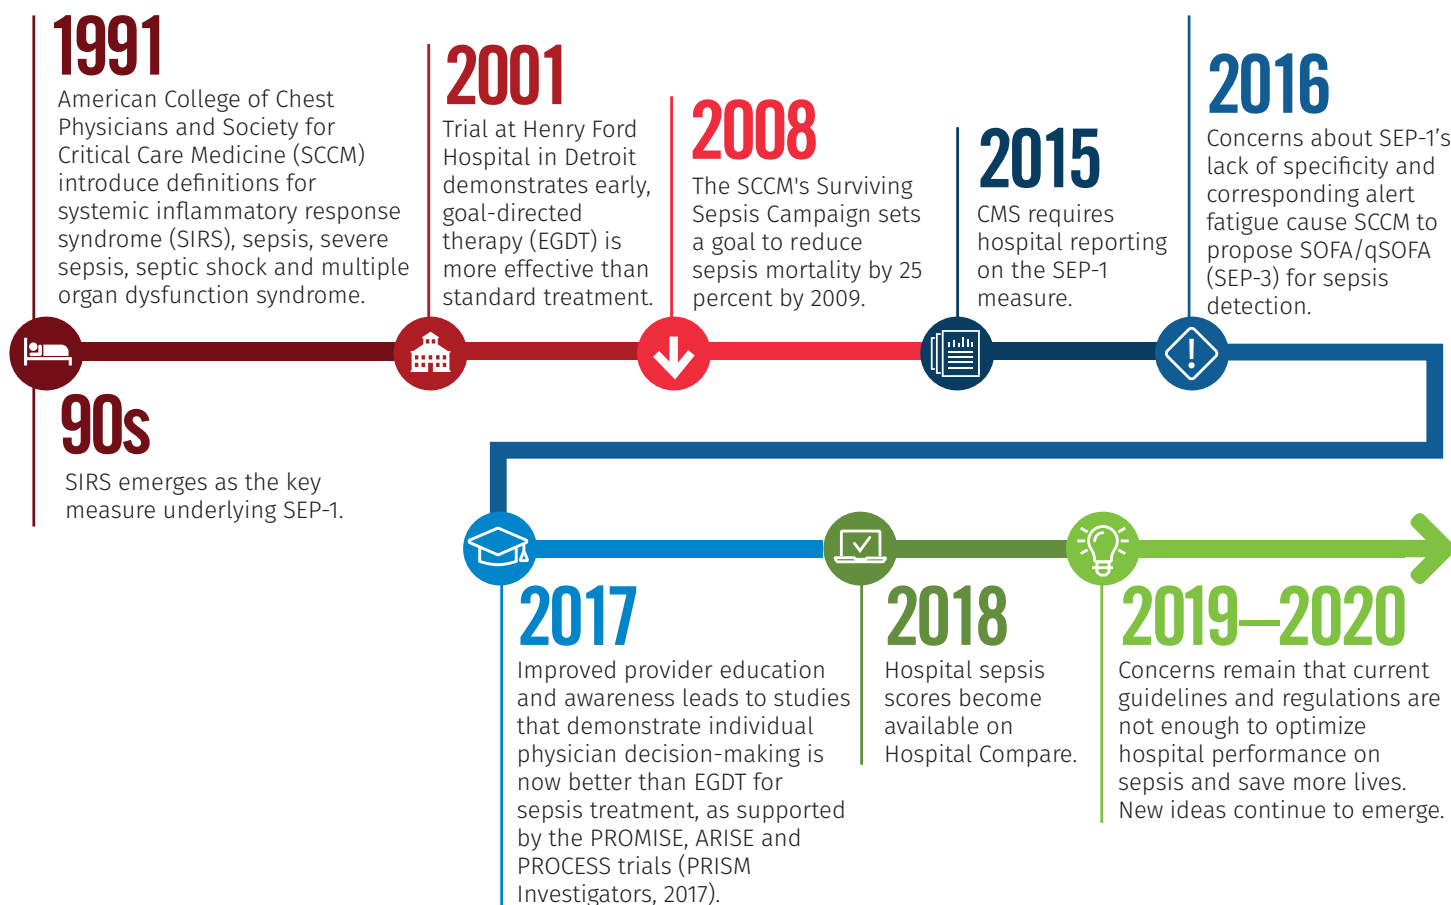 1991
American College of Chest
Physicians and Society for
Critical Care Medicine (SCCM)
introduce definitions for
systemic inflammatory response
syndrome (SIRS), sepsis, severe
sepsis, septic shock and multiple
organ dysfunction syndrome.
90s
SIRS emerges as the key
measure underlying SEP-1.
2001
Trial at Henry Ford
Hospital in Detroit
demonstrates early,
goal-directed
therapy (EGDT) is
more effective than
standard treatment.
2008
The SCCM's Surviving
Sepsis Campaign sets
a goal to reduce
sepsis mortality by 25
percent by 2009.
2015
CMS requires
hospital reporting
on the SEP-1
measure.
2016
Concerns about SEP-1’s
lack of specificity and
corresponding alert
fatigue cause SCCM to
propose SOFA/qSOFA
(SEP-3) for sepsis
detection.
2017
Improved provider education
and awareness leads to studies
that demonstrate individual
physician decision-making is
now better than EGDT for
sepsis treatment, as supported
by the PROMISE, ARISE and
PROCESS trials (PRISM
Investigators, 2017).
2018
Hospital sepsis
scores become
available on
Hospital Compare.
2019—2020
Concerns remain that current
guidelines and regulations are
not enough to optimize
hospital performance on
sepsis and save more lives.
New ideas continue to emerge.